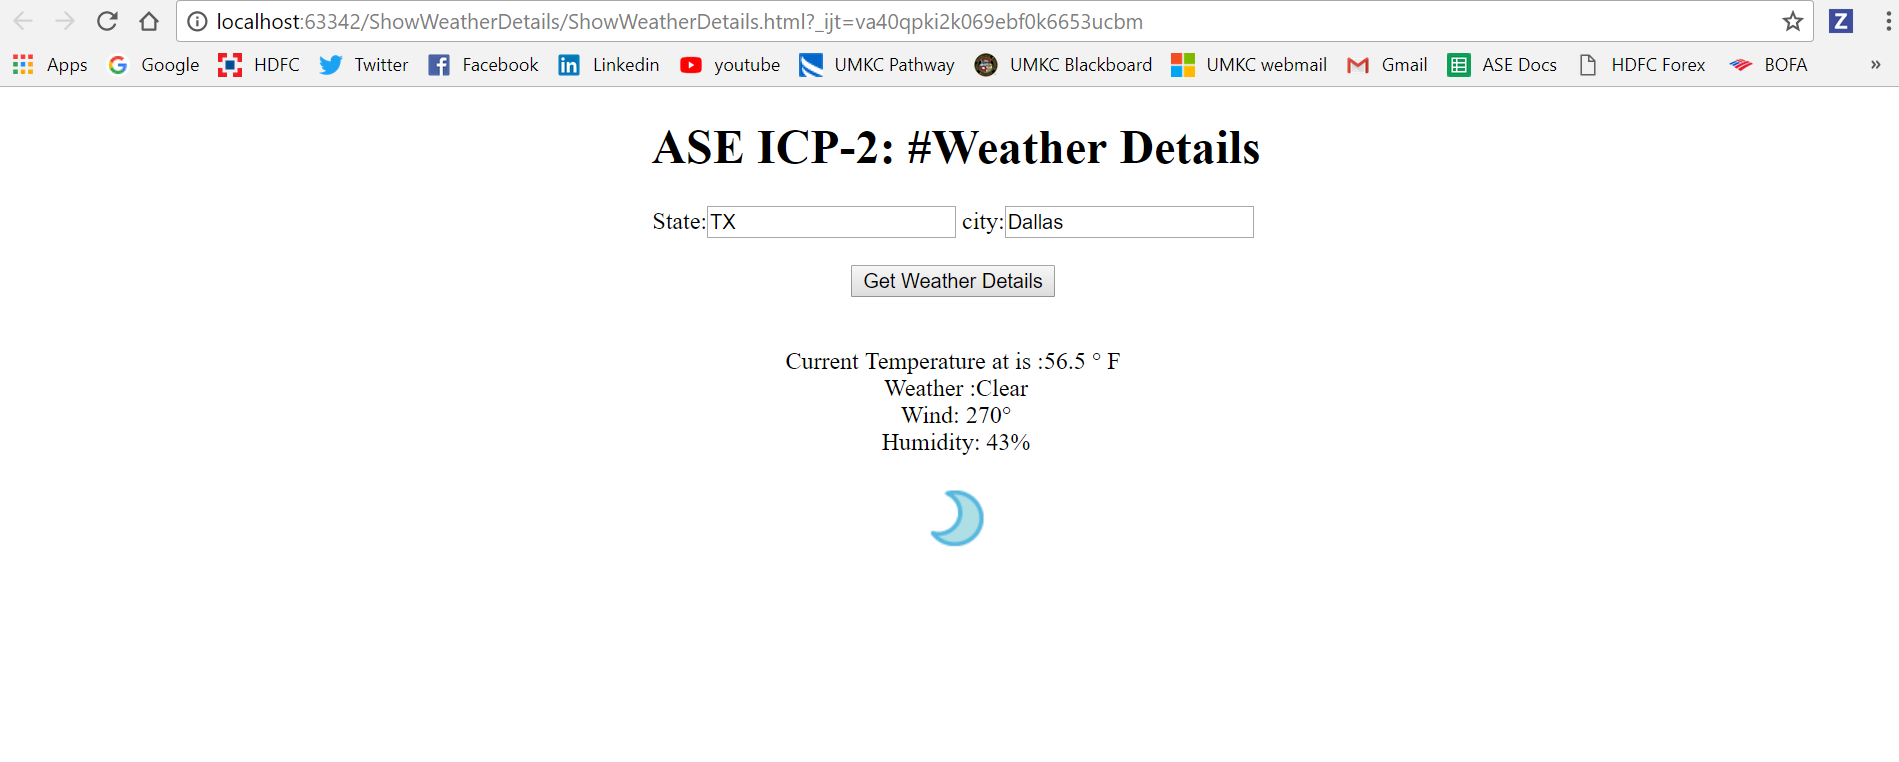 localhost:63342/ShowWeatherDetails/ShowWeatherDetails.html?_ijt=va40qpki2k069ebf0k6653ucbm
Apps Google HDFC Twitter Facebook Linkedin youtube UMKC Pathway UMKC Blackboard UMKC webmail Gmail ASE Docs HDFC Forex BOFA »
ASE ICP-2: #Weather Details
State:TX city:Dallas
Get Weather Details
Current Temperature at is :56.5 ° F
Weather :Clear
Wind: 270°
Humidity: 43%